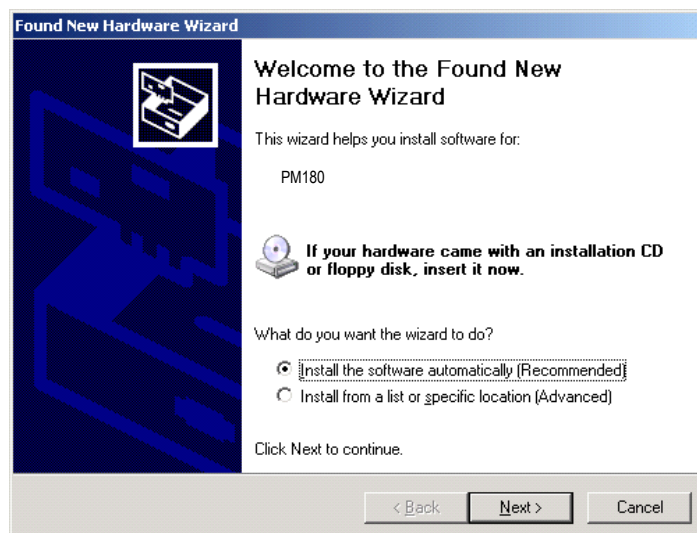 Found New Hardware Wizard
Welcome to the Found New
Hardware Wizard
This wizard helps you install software for:
PM180
If your hardware came with an installation CD
or floppy disk, insert it now.
What do you want the wizard to do?
Install the software automatically (Recommended)
Install from a list or specific location (Advanced)
Click Next to continue.
< Back Next > Cancel